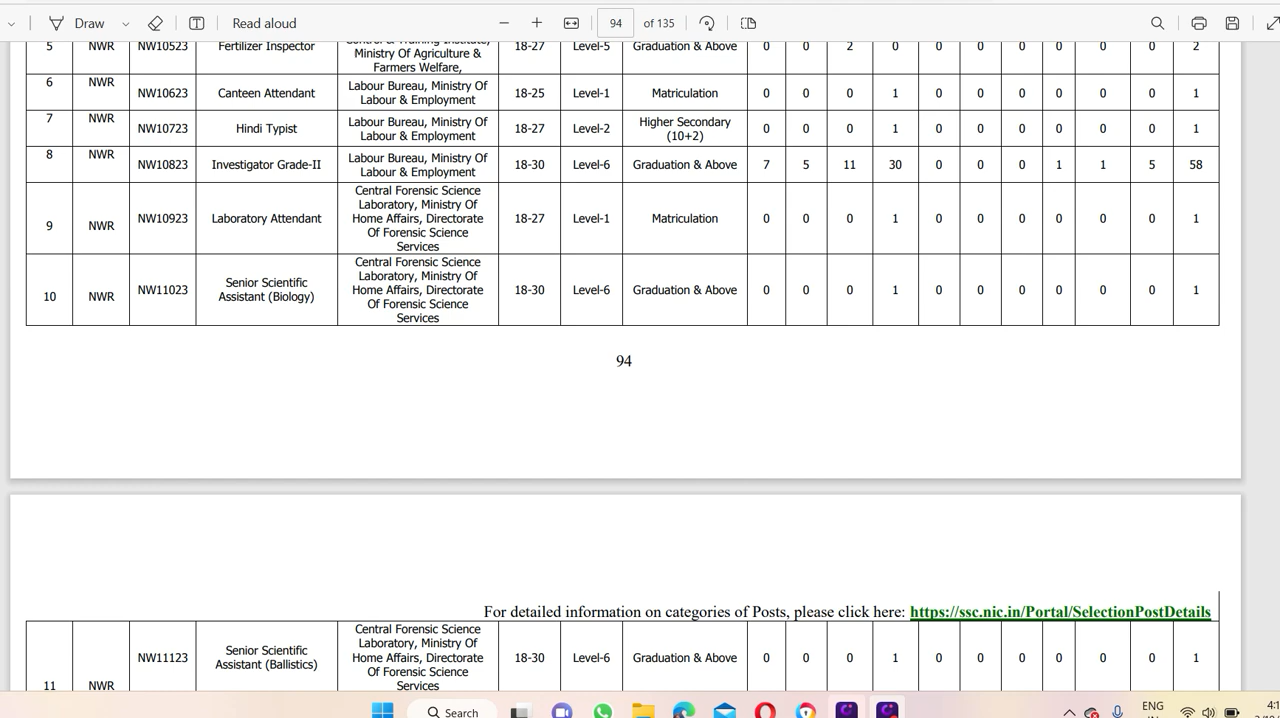 Draw
Read aloud
94 of 135
5 NWR NW10523 Fertilizer Inspector Control & Training Institute, Ministry Of Agriculture & Farmers Welfare, 18-27 Level-5 Graduation & Above 0 0 2 0 0 0 0 0 0 0 2
6 NWR NW10623 Canteen Attendant Labour Bureau, Ministry Of Labour & Employment 18-25 Level-1 Matriculation 0 0 0 1 0 0 0 0 0 0 1
7 NWR NW10723 Hindi Typist Labour Bureau, Ministry Of Labour & Employment 18-27 Level-2 Higher Secondary (10+2) 0 0 0 1 0 0 0 0 0 0 1
8 NWR NW10823 Investigator Grade-II Labour Bureau, Ministry Of Labour & Employment 18-30 Level-6 Graduation & Above 7 5 11 30 0 0 0 1 1 5 58
9 NWR NW10923 Laboratory Attendant Central Forensic Science Laboratory, Ministry Of Home Affairs, Directorate Of Forensic Science Services 18-27 Level-1 Matriculation 0 0 0 1 0 0 0 0 0 0 1
10 NWR NW11023 Senior Scientific Assistant (Biology) Central Forensic Science Laboratory, Ministry Of Home Affairs, Directorate Of Forensic Science Services 18-30 Level-6 Graduation & Above 0 0 0 1 0 0 0 0 0 0 1
94
For detailed information on categories of Posts, please click here: https://ssc.nic.in/Portal/SelectionPostDetails
11 NWR NW11123 Senior Scientific Assistant (Ballistics) Central Forensic Science Laboratory, Ministry Of Home Affairs, Directorate Of Forensic Science Services 18-30 Level-6 Graduation & Above 0 0 0 1 0 0 0 0 0 0 1
Search
ENG